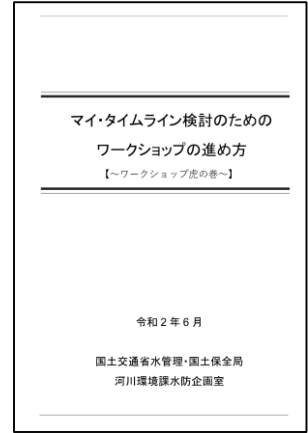 マイ・タイムライン検討のための
ワークショップの進め方
【~ワークショップ虎の巻~】
令和2年6月
国土交通省水管理・国土保全局
河川環境課水防企画室